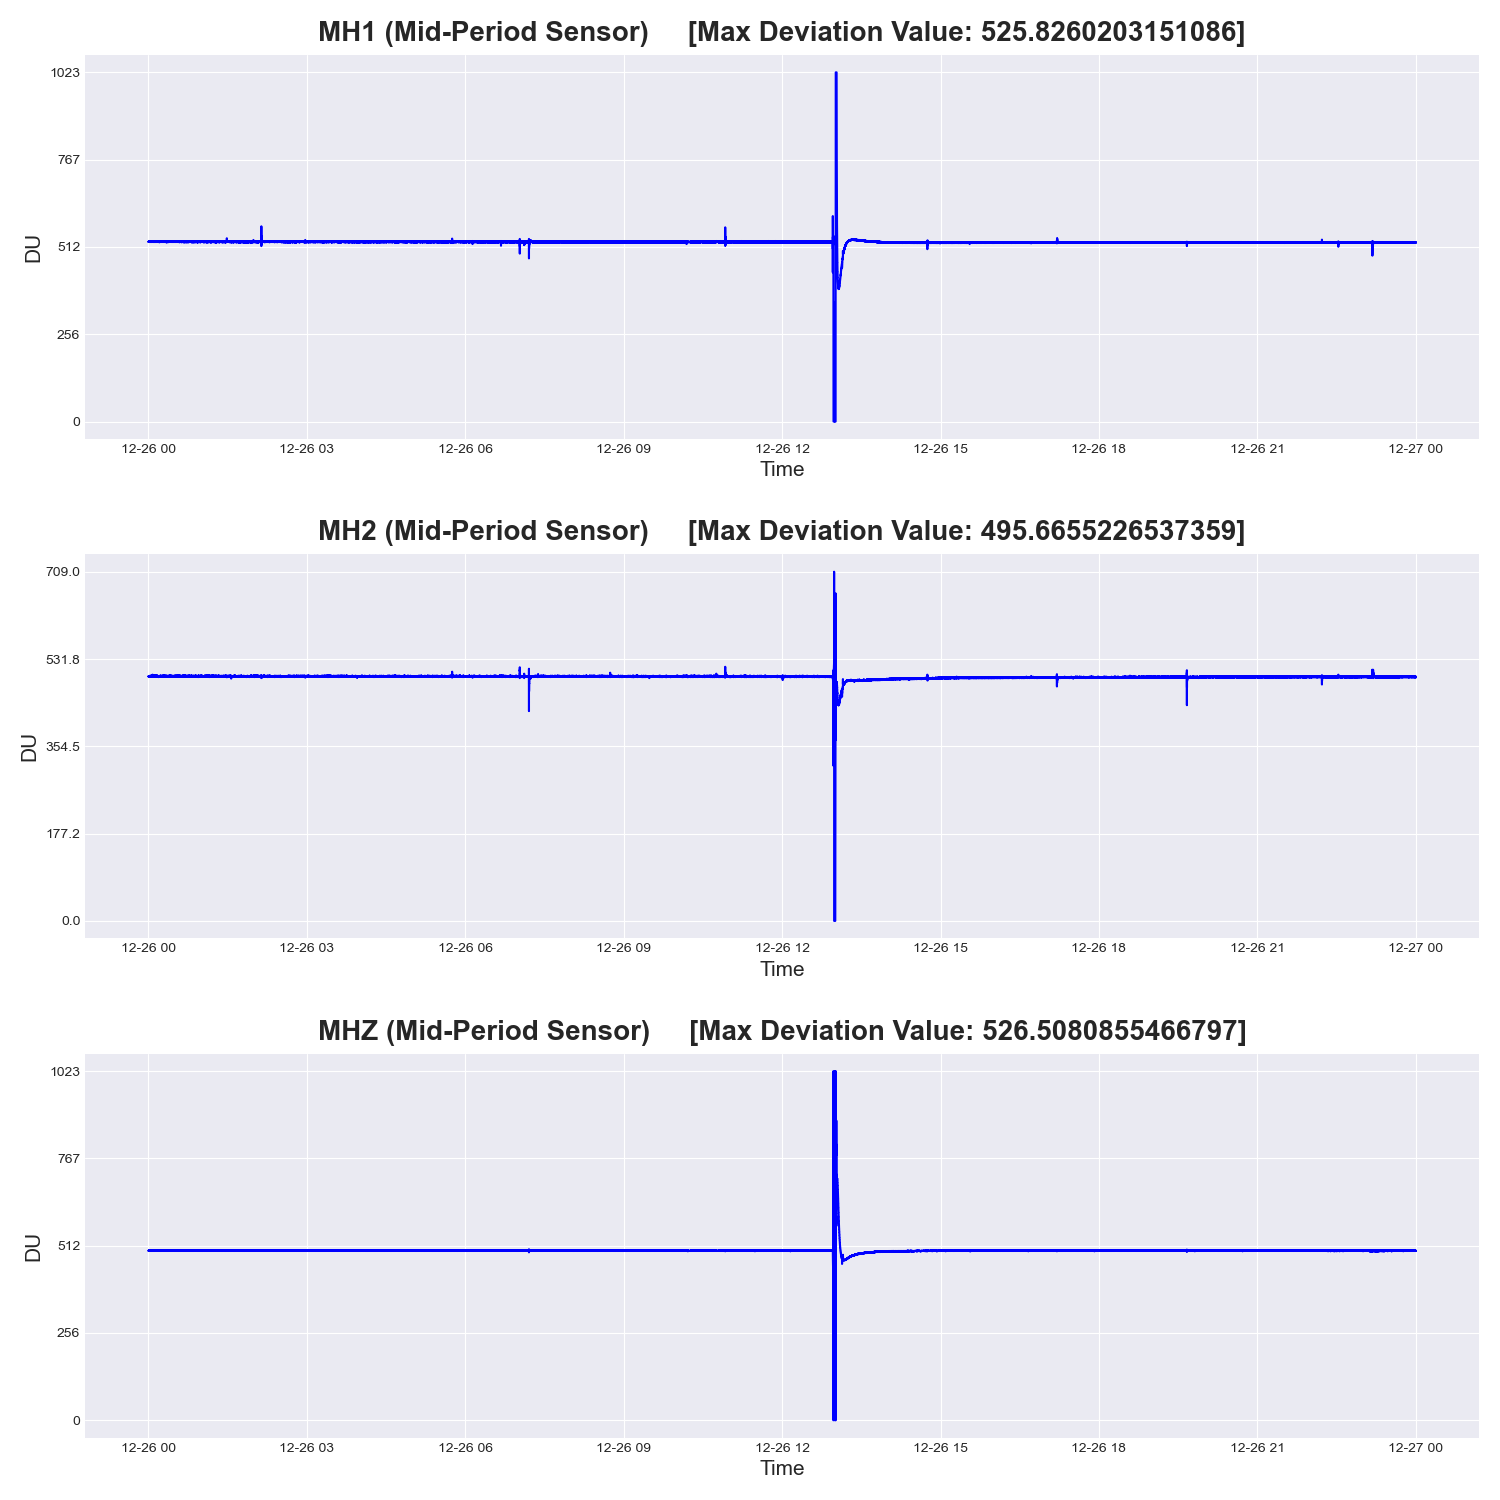 MH1 (Mid-Period Sensor) [Max Deviation Value: 525.8260203151086]
1023
767
512
256
0
DU
12-26 00 12-26 03 12-26 06 12-26 09 12-26 12 12-26 15 12-26 18 12-26 21 12-27 00
Time
MH2 (Mid-Period Sensor) [Max Deviation Value: 495.6655226537359]
709.0
531.8
354.5
177.2
0.0
DU
12-26 00 12-26 03 12-26 06 12-26 09 12-26 12 12-26 15 12-26 18 12-26 21 12-27 00
Time
MHZ (Mid-Period Sensor) [Max Deviation Value: 526.5080855466797]
1023
767
512
256
0
DU
12-26 00 12-26 03 12-26 06 12-26 09 12-26 12 12-26 15 12-26 18 12-26 21 12-27 00
Time